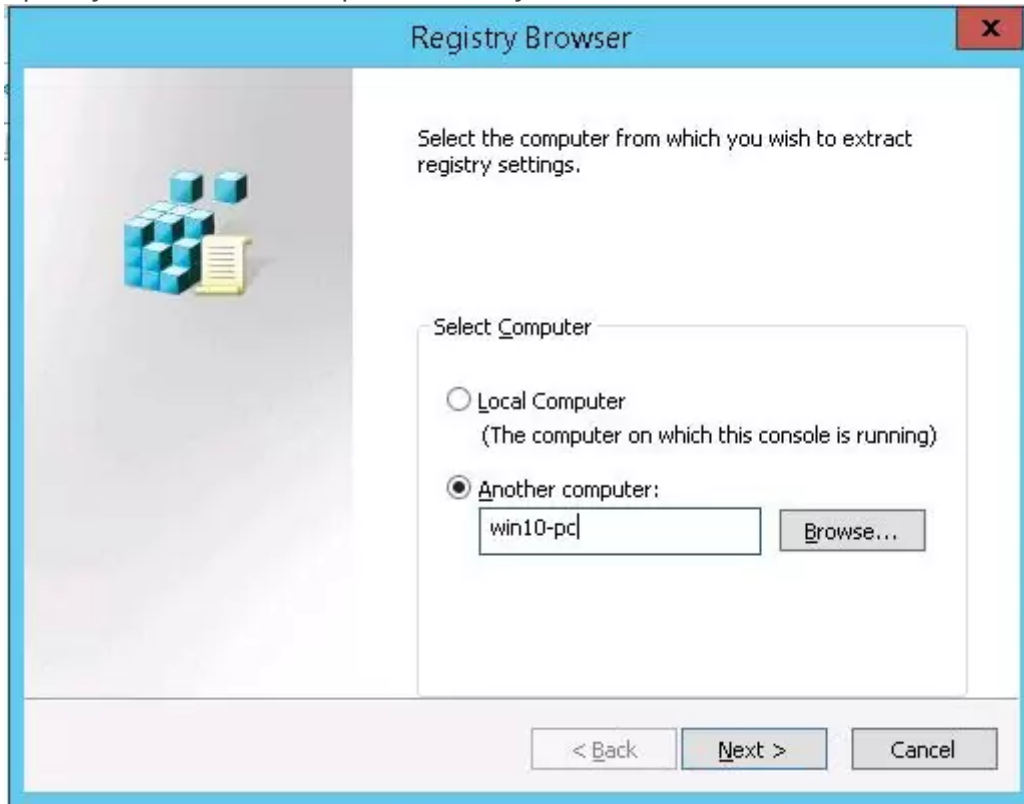 Registry Browser
X
Select the computer from which you wish to extract
registry settings.
Select Computer
Local Computer
(The computer on which this console is running)
Another computer:
win10-pc
Browse...
< Back
Next >
Cancel